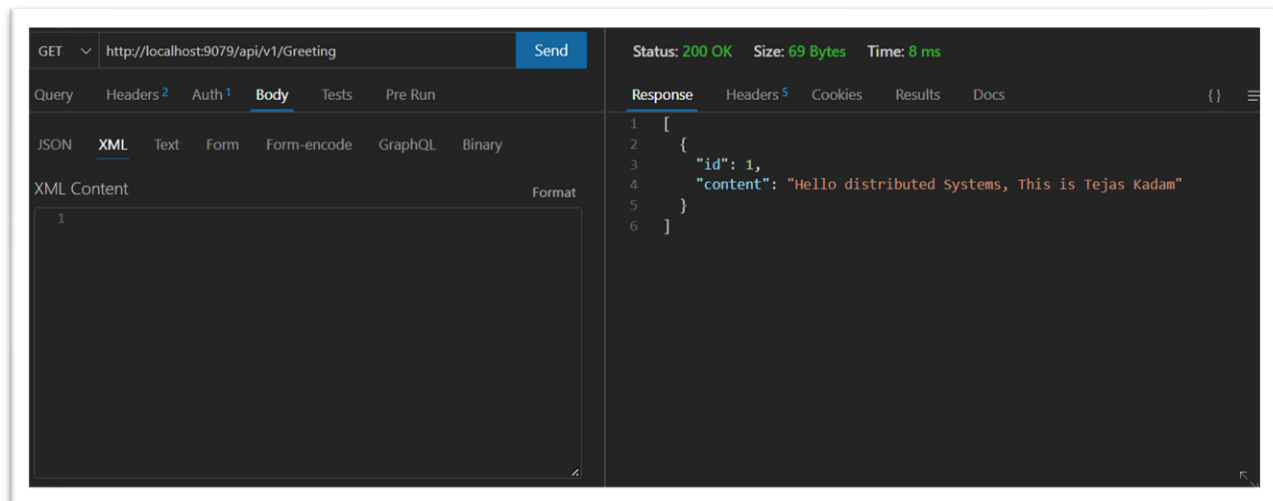 GET http://localhost:9079/api/v1/Greeting Send
Query Headers 2 Auth 1 Body Tests Pre Run
JSON XML Text Form Form-encode GraphQL Binary
XML Content Format
1
Status: 200 OK Size: 69 Bytes Time: 8 ms
Response Headers 5 Cookies Results Docs { }
1 [
2 {
3 "id": 1,
4 "content": "Hello distributed Systems, This is Tejas Kadam"
5 }
6 ]